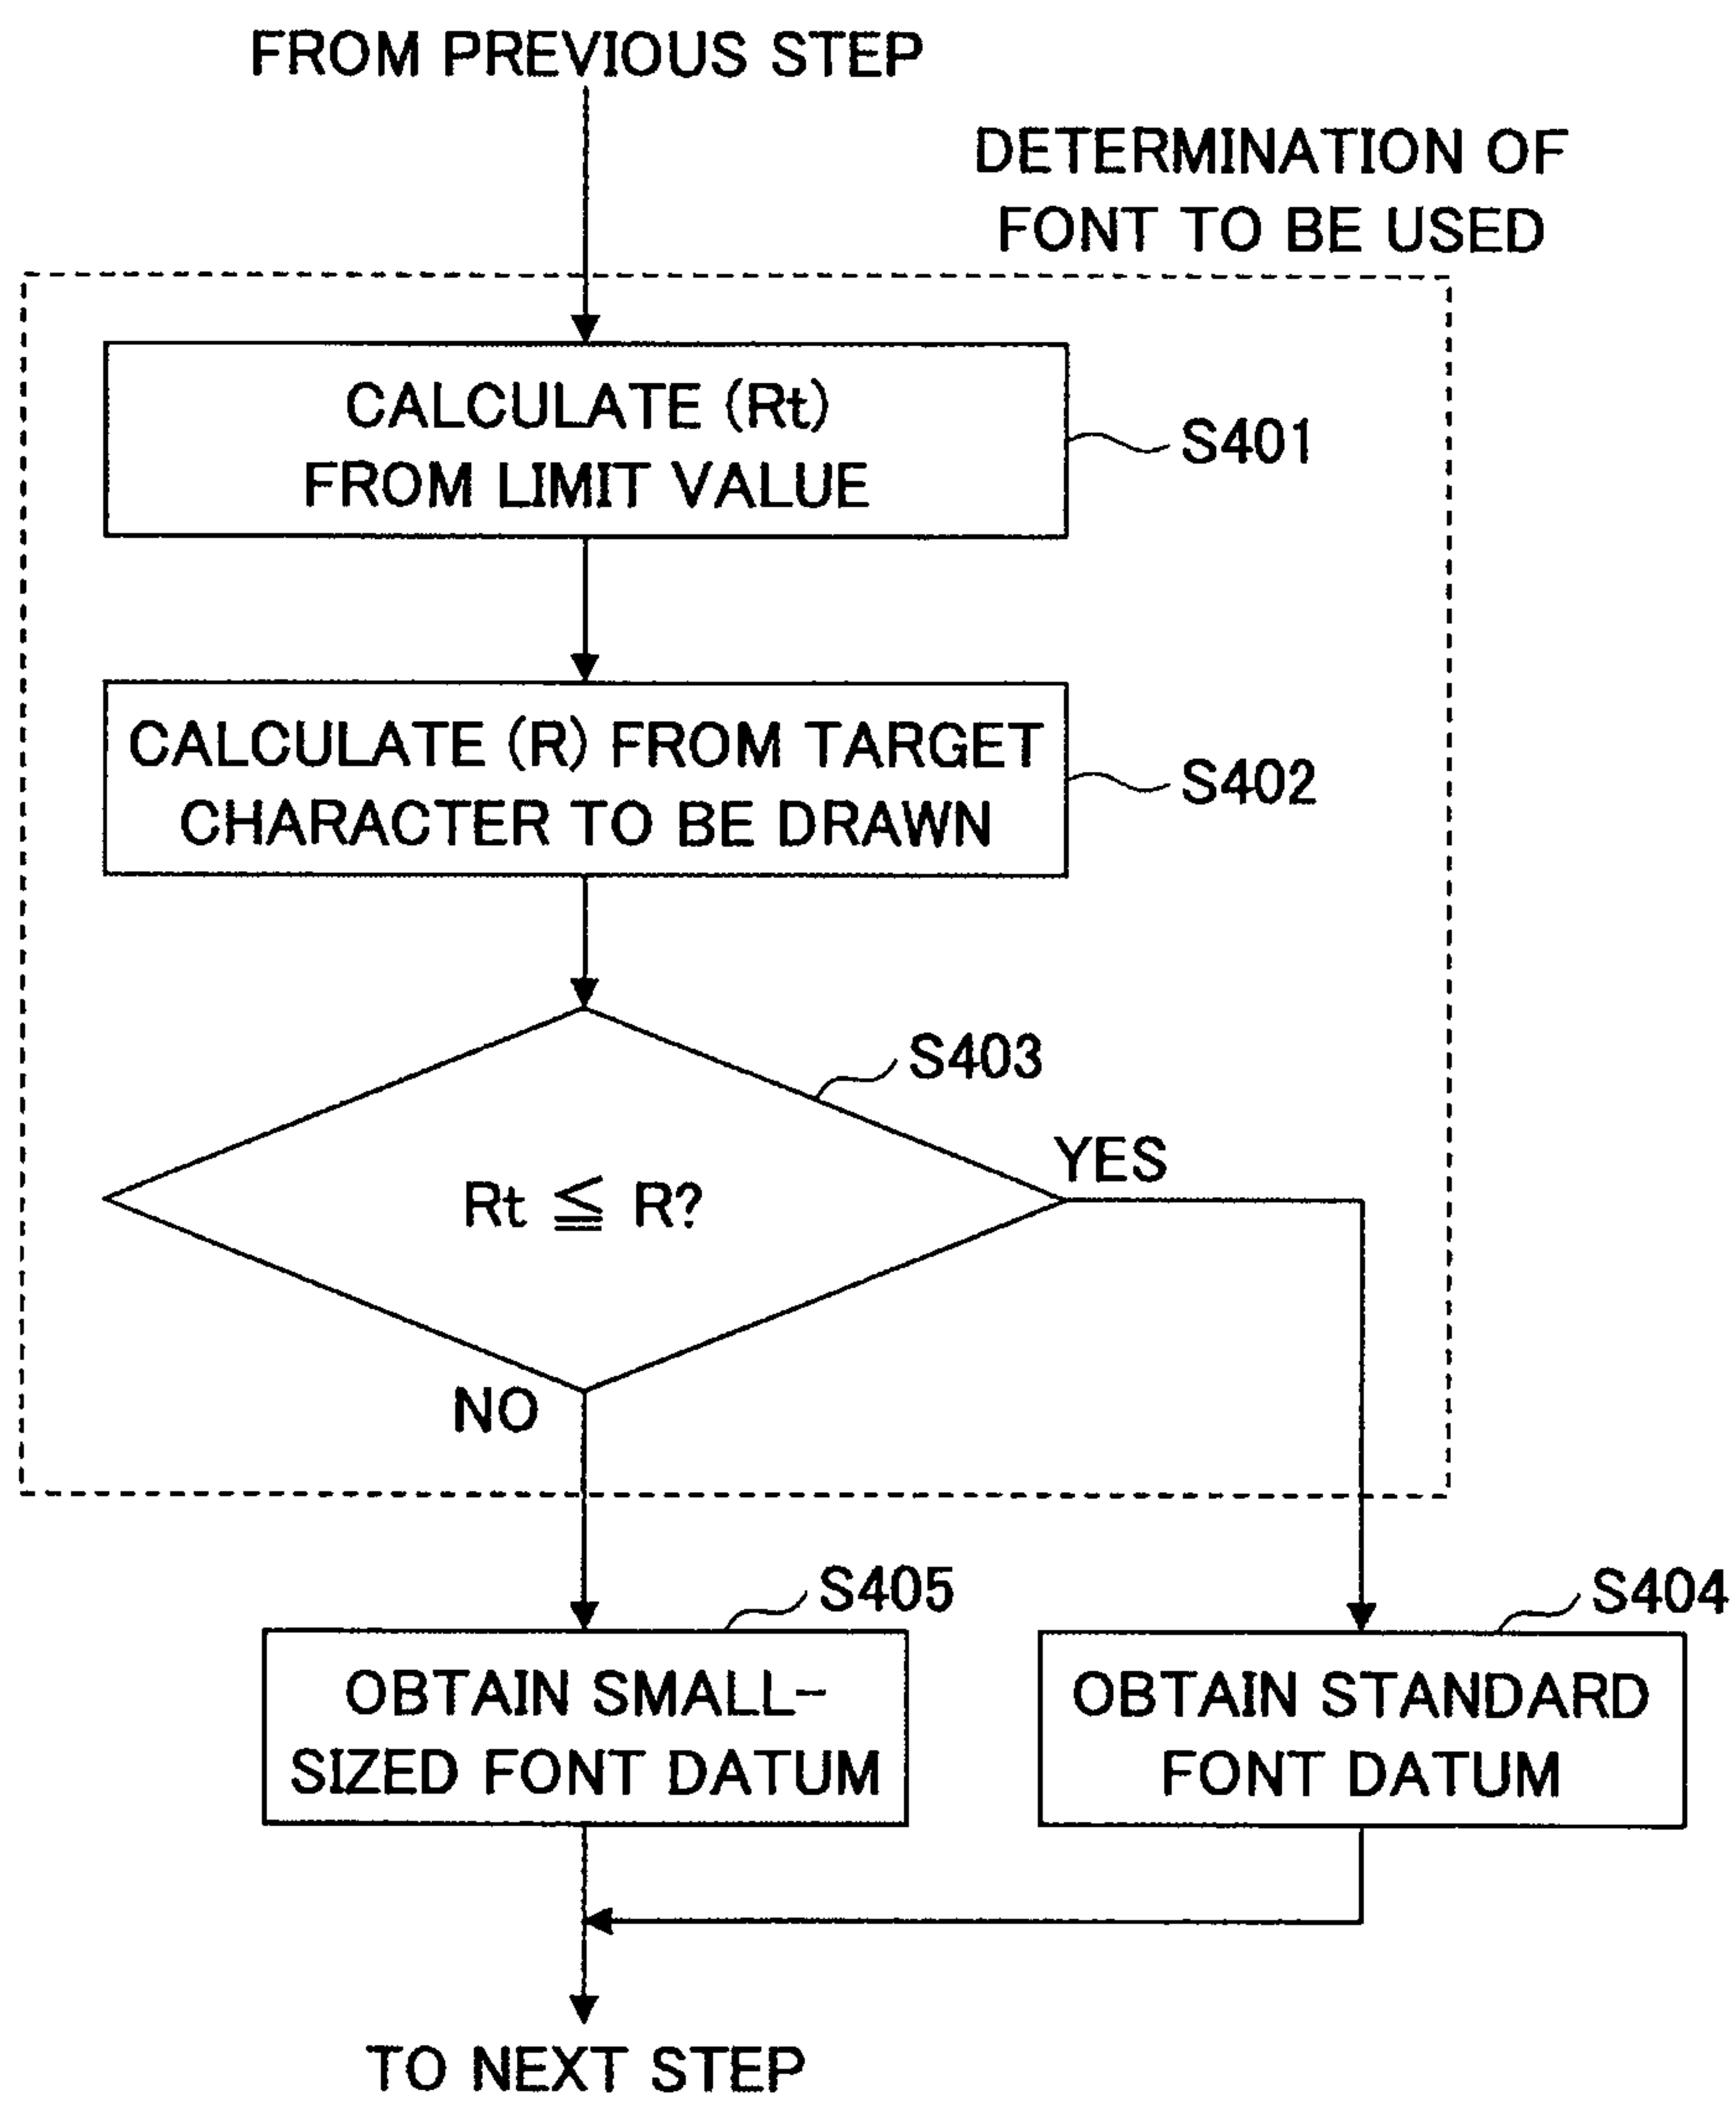 FROM PREVIOUS STEP
DETERMINATION OF
FONT TO BE USED
CALCULATE (Rt)
FROM LIMIT VALUE
S401
CALCULATE (R) FROM TARGET
CHARACTER TO BE DRAWN
S402
S403
Rt ≦ R?
YES
NO
S405
OBTAIN SMALL-
SIZED FONT DATUM
S404
OBTAIN STANDARD
FONT DATUM
TO NEXT STEP